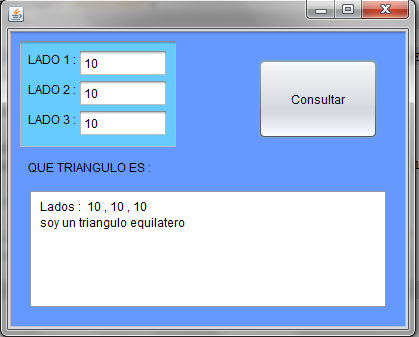 LADO 1 : 10
LADO 2 : 10
LADO 3 : 10
Consultar
QUE TRIANGULO ES :
Lados :  10 , 10 , 10
soy un triangulo equilatero